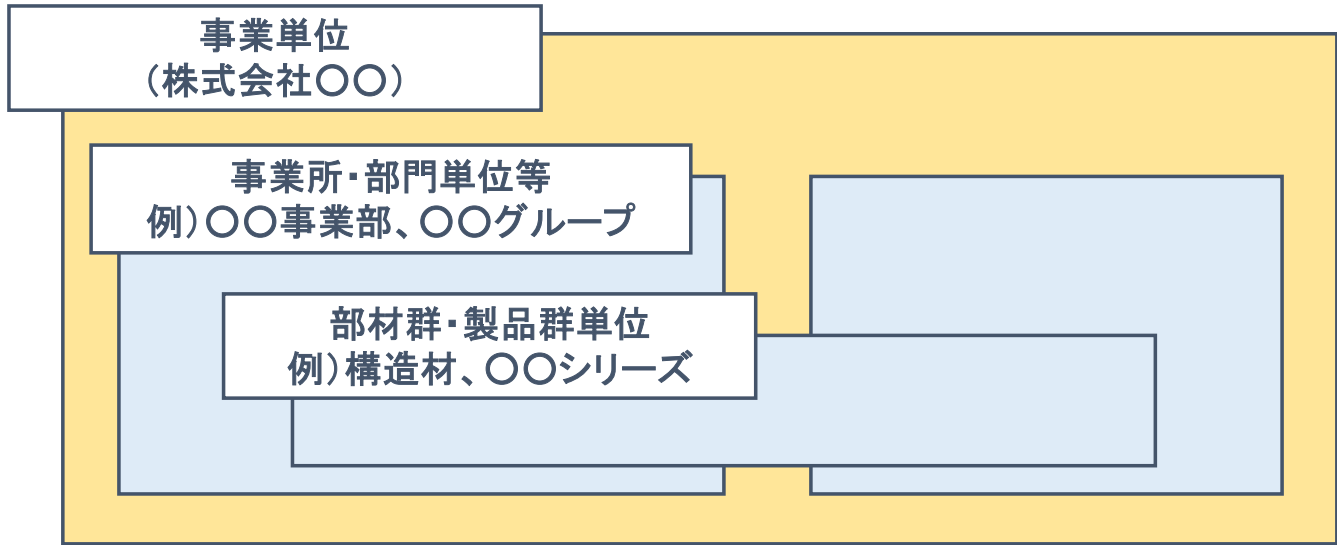 事業単位
（株式会社〇〇）
事業所・部門単位等
例）〇〇事業部、〇〇グループ
部材群・製品群単位
例）構造材、〇〇シリーズ